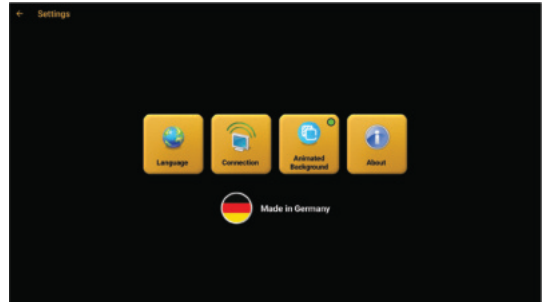 Settings
Language
Connection
Animated
Background
About
Made in Germany